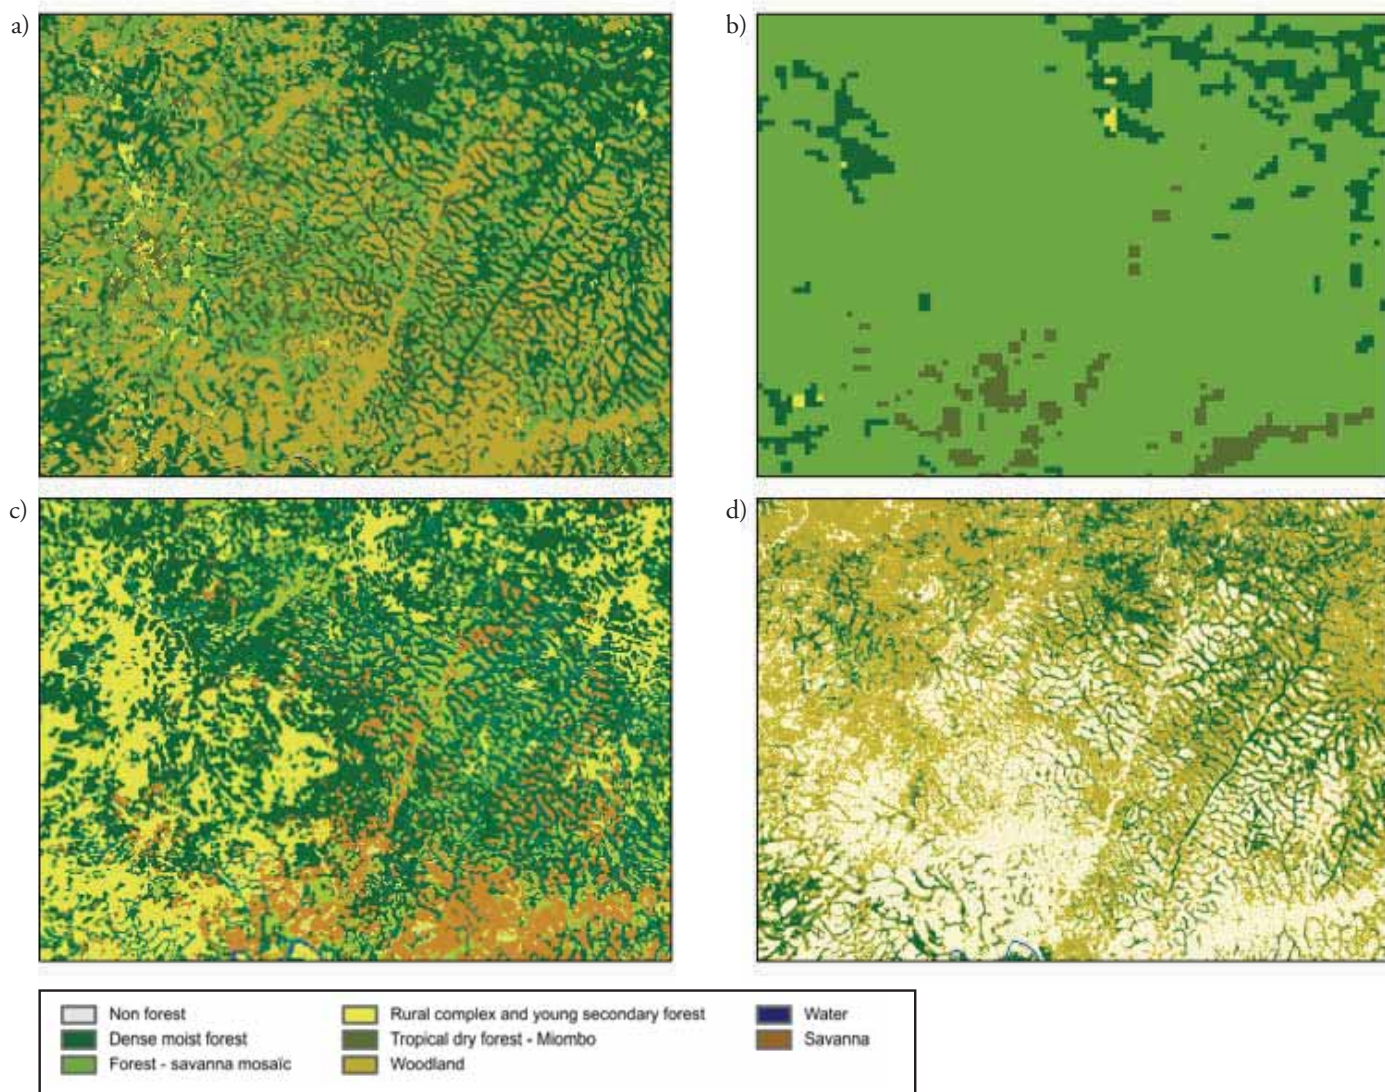 a)
b)
c)
d)
Non forest
Dense moist forest
Forest - savanna mosaïc
Rural complex and young secondary forest
Tropical dry forest - Miombo
Woodland
Water
Savanna